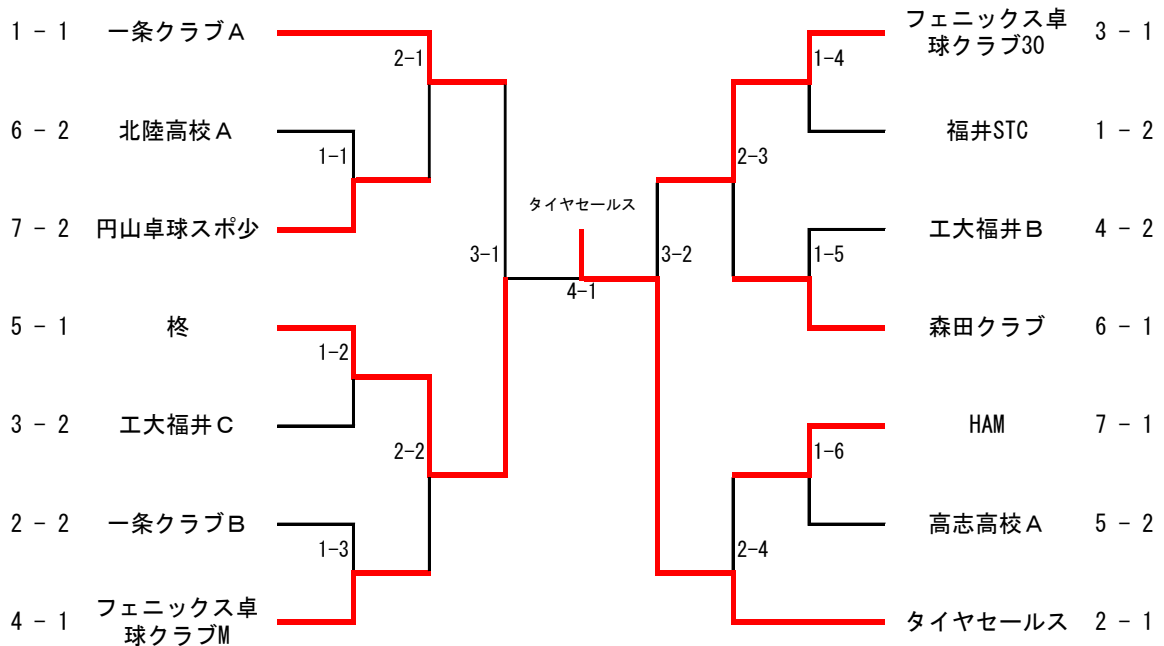 1 - 1 一条クラブA
2-1
6 - 2 北陸高校A
1-1
7 - 2 円山卓球スポ少
3-1
5 - 1 柊
1-2
3 - 2 工大福井C
2-2
2 - 2 一条クラブB
1-3
4 - 1 フェニックス卓
球クラブM
タイヤセールス
4-1
フェニックス卓
球クラブ30 3 - 1
1-4
福井STC 1 - 2
2-3
工大福井B 4 - 2
1-5
森田クラブ 6 - 1
3-2
HAM 7 - 1
1-6
高志高校A 5 - 2
2-4
タイヤセールス 2 - 1